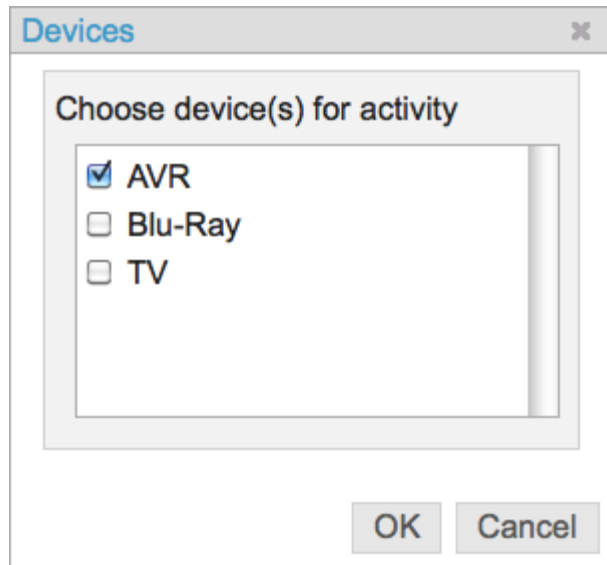 Devices
Choose device(s) for activity
AVR
Blu-Ray
TV
OK Cancel